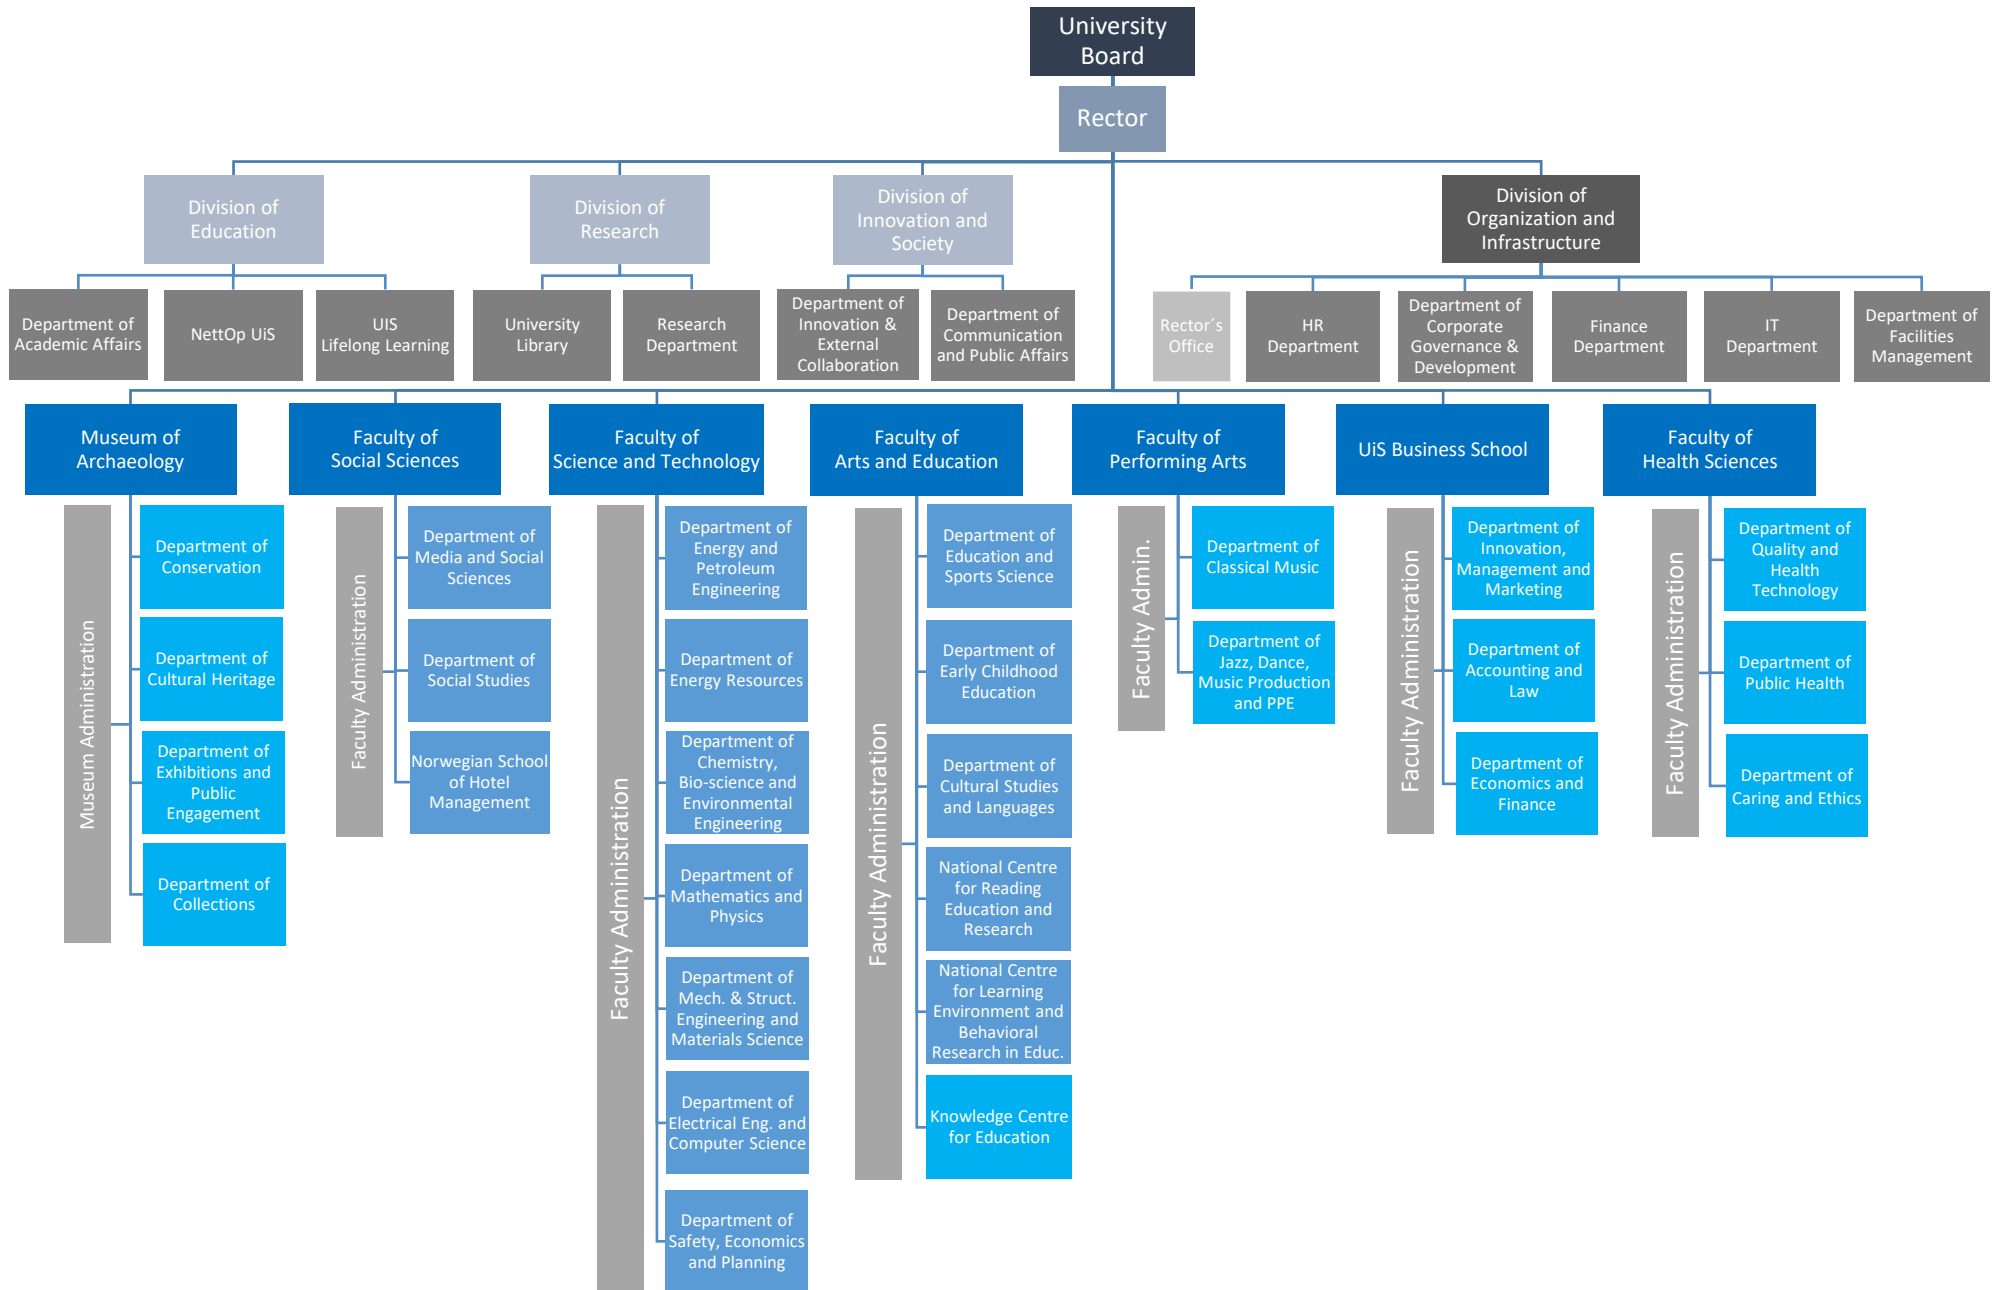 University
Board
Rector
Division of
Education
Division of
Research
Division of
Innovation and
Society
Division of
Organization and
Infrastructure
Department of
Academic Affairs
NettOp UiS
UIS
Lifelong Learning
University
Library
Research
Department
Department of
Innovation &
External
Collaboration
Department of
Communication
and Public Affairs
Rector´s
Office
HR
Department
Department of
Corporate
Governance &
Development
Finance
Department
IT
Department
Department of
Facilities
Management
Museum of
Archaeology
Faculty of
Social Sciences
Faculty of
Science and Technology
Faculty of
Arts and Education
Faculty of
Performing Arts
UiS Business School
Faculty of
Health Sciences
Museum Administration
Department of
Conservation
Department of
Cultural Heritage
Department of
Exhibitions and
Public
Engagement
Department of
Collections
Faculty Administration
Department of
Media and Social
Sciences
Department of
Social Studies
Norwegian School
of Hotel
Management
Faculty Administration
Department of
Energy and
Petroleum
Engineering
Department of
Energy Resources
Department of
Chemistry,
Bio-science and
Environmental
Engineering
Department of
Mathematics and
Physics
Department of
Mech. & Struct.
Engineering and
Materials Science
Department of
Electrical Eng. and
Computer Science
Department of
Safety, Economics
and Planning
Faculty Administration
Department of
Education and
Sports Science
Department of
Early Childhood
Education
Department of
Cultural Studies
and Languages
National Centre
for Reading
Education and
Research
National Centre
for Learning
Environment and
Behavioral
Research in Educ.
Knowledge Centre
for Education
Faculty Admin.
Department of
Classical Music
Department of
Jazz, Dance,
Music Production
and PPE
Faculty Administration
Department of
Innovation,
Management and
Marketing
Department of
Accounting and
Law
Department of
Economics and
Finance
Faculty Administration
Department of
Quality and
Health
Technology
Department of
Public Health
Department of
Caring and Ethics